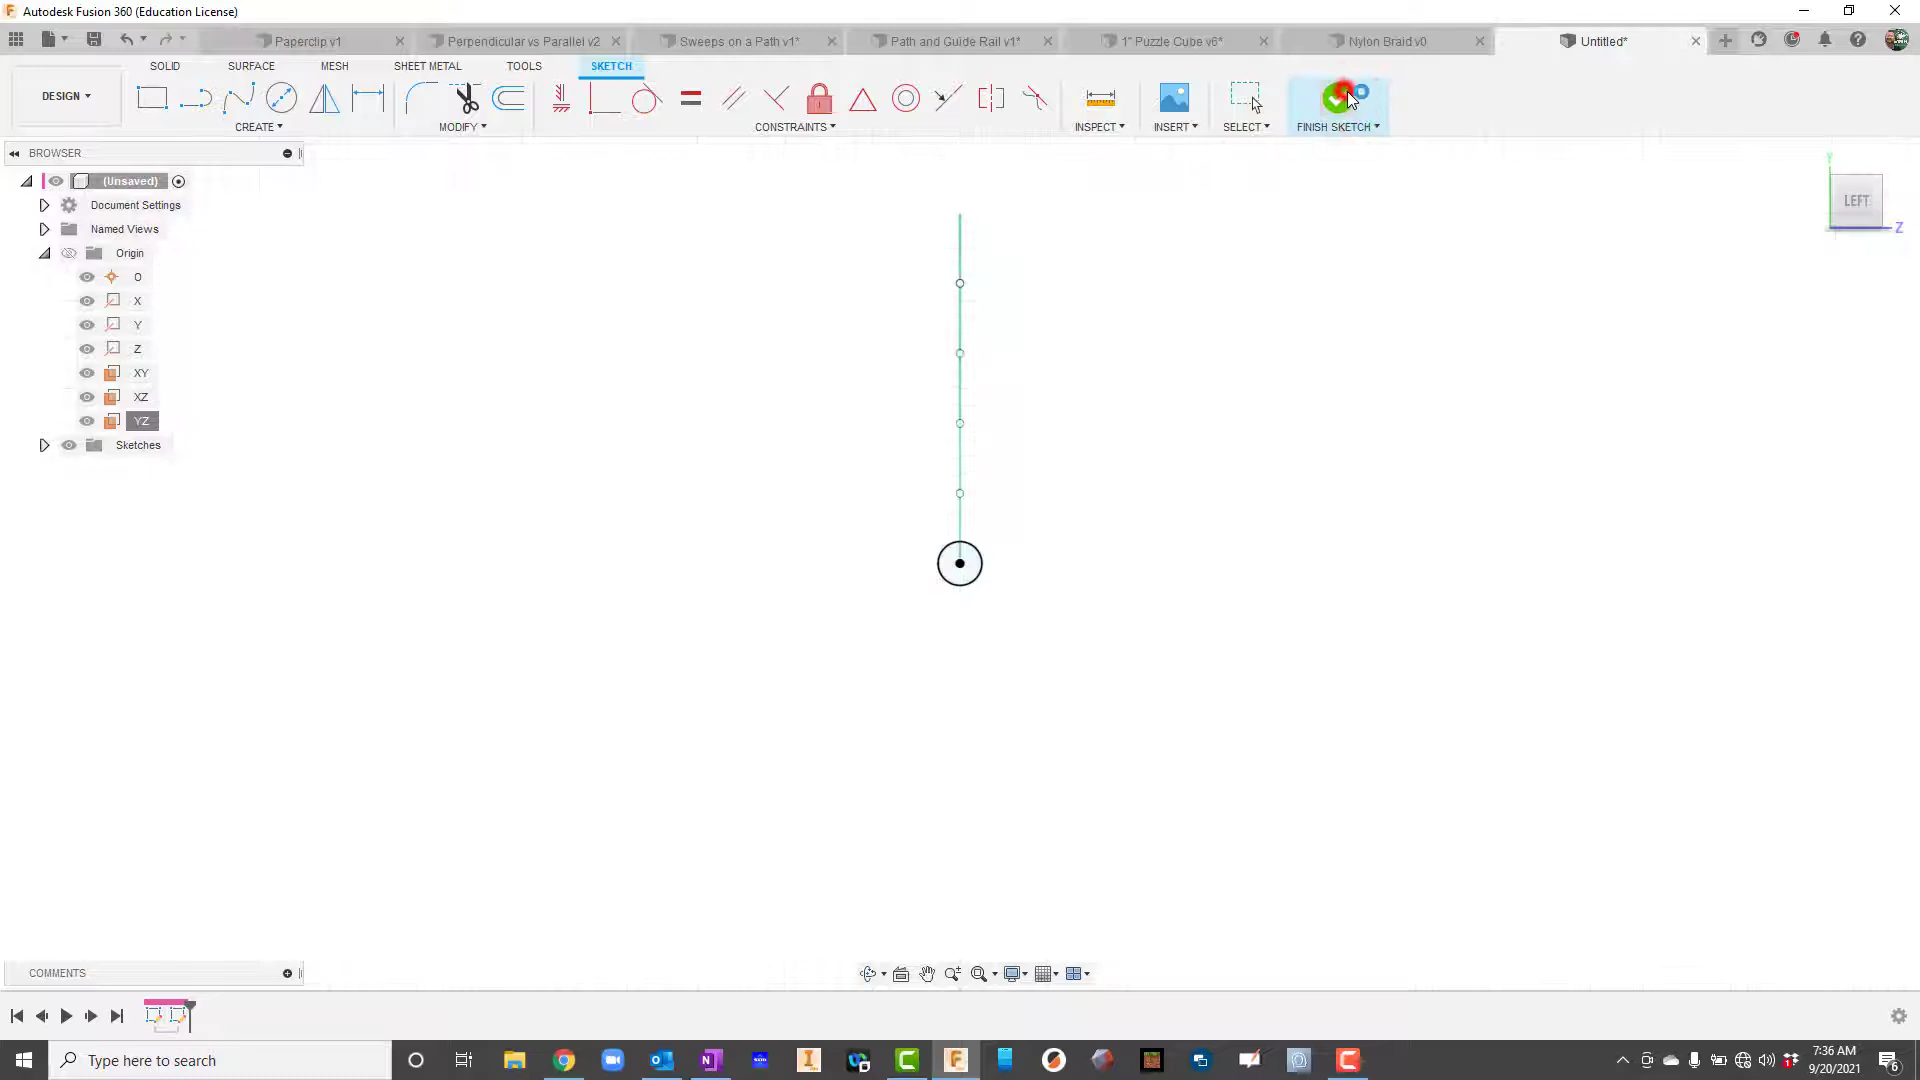 Autodesk Fusion 360 (Education License)
Paperclip v1
Perpendicular vs Parallel v2
Sweeps on a Path v1*
Path and Guide Rail v1*
1" Puzzle Cube v6*
Nylon Braid v0
Untitled*
SOLID
SURFACE
MESH
SHEET METAL
TOOLS
SKETCH
DESIGN
CREATE
MODIFY
CONSTRAINTS
INSPECT
INSERT
SELECT
FINISH SKETCH
BROWSER
(Unsaved)
Document Settings
Named Views
Origin
O
X
Y
Z
XY
XZ
YZ
Sketches
Y
LEFT
Z
COMMENTS
Type here to search
7:36 AM
9/20/2021
6